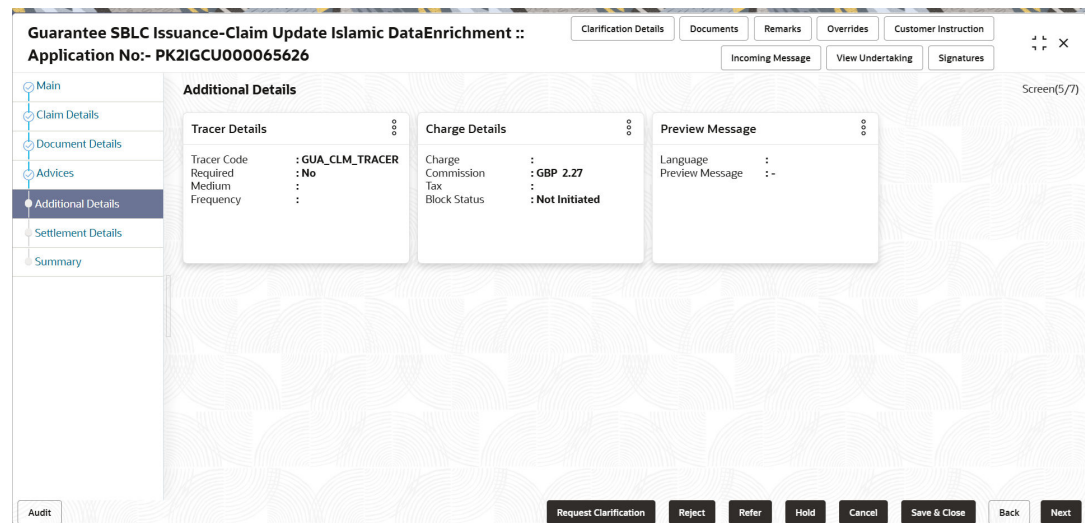 Guarantee SBLC Issuance-Claim Update Islamic DataEnrichment ::
Application No:- PK2IGCU000065626
Clarification Details
Documents
Remarks
Overrides
Customer Instruction
Incoming Message
View Undertaking
Signatures
Main
Claim Details
Document Details
Advices
Additional Details
Settlement Details
Summary
Additional Details
Screen(5/7)
Tracer Details
Tracer Code : GUA_CLM_TRACER
Required : No
Medium :
Frequency :
Charge Details
Charge :
Commission : GBP 2.27
Tax :
Block Status : Not Initiated
Preview Message
Language :
Preview Message : -
Audit
Request Clarification
Reject
Refer
Hold
Cancel
Save & Close
Back
Next